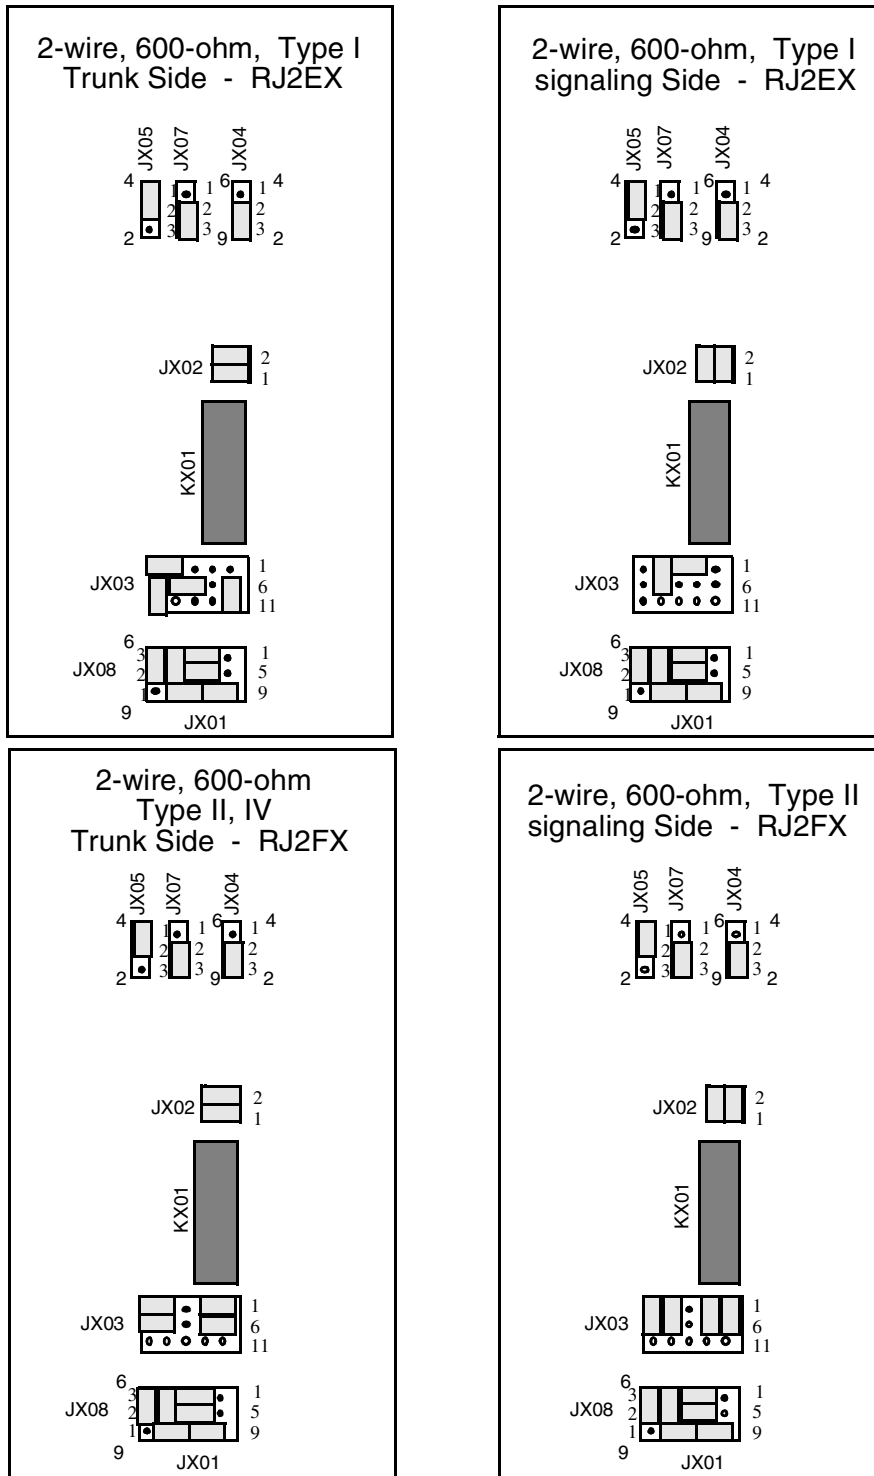 2-wire, 600-ohm, Type I
Trunk Side - RJ2EX
JX05 JX07 JX04
4 1 1 6 1 4
2 2 2
2 3 3 9 3 2
JX02 2
1
KX01
JX03 1
6
11
6
JX08 3 1
2 5
1 9
9
JX01
2-wire, 600-ohm, Type I
signaling Side - RJ2EX
JX05 JX07 JX04
4 1 1 6 1 4
2 2 2
2 3 3 9 3 2
JX02 2
1
KX01
JX03 1
6
11
6
JX08 3 1
2 5
1 9
9
JX01
2-wire, 600-ohm
Type II, IV
Trunk Side - RJ2FX
JX05 JX07 JX04
4 1 1 6 1 4
2 2 2
2 3 3 9 3 2
JX02 2
1
KX01
JX03 1
6
11
6
JX08 3 1
2 5
1 9
9
JX01
2-wire, 600-ohm, Type II
signaling Side - RJ2FX
JX05 JX07 JX04
4 1 1 6 1 4
2 2 2
2 3 3 9 3 2
JX02 2
1
KX01
JX03 1
6
11
6
JX08 3 1
2 5
1 9
9
JX01